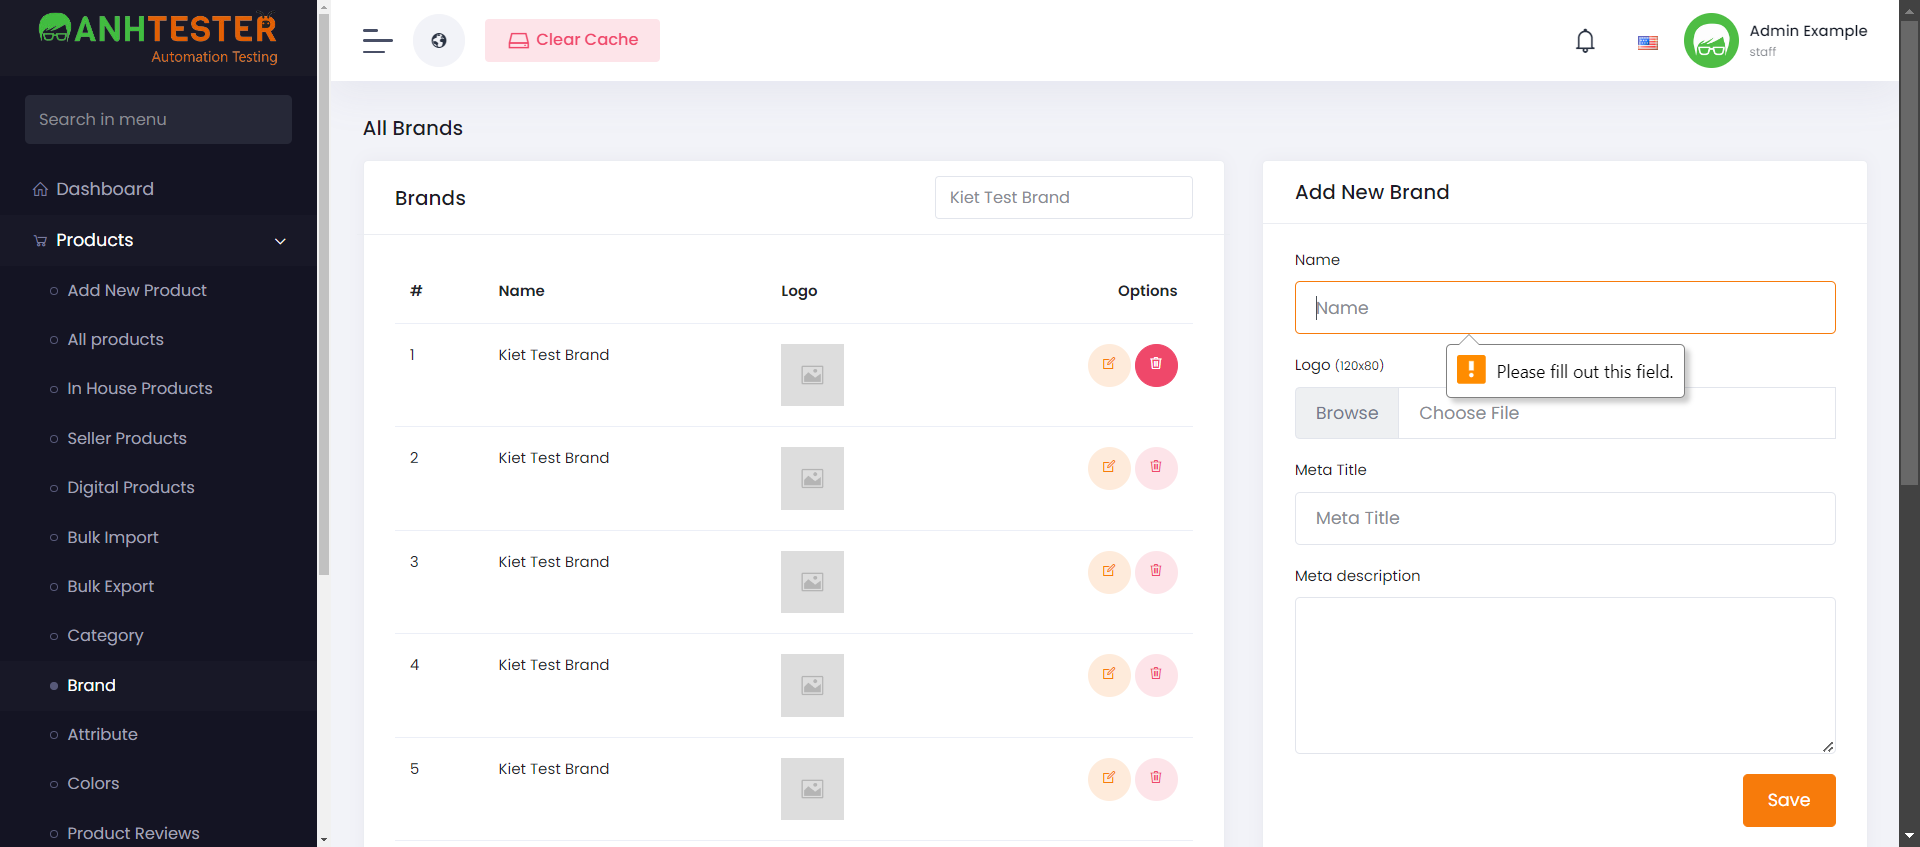 ANHTESTER
Automation Testing
Search in menu
Dashboard
Products
Add New Product
All products
In House Products
Seller Products
Digital Products
Bulk Import
Bulk Export
Category
Brand
Attribute
Colors
Product Reviews
Clear Cache
Admin Example
staff
All Brands
Brands
Kiet Test Brand
# Name Logo Options
1 Kiet Test Brand
2 Kiet Test Brand
3 Kiet Test Brand
4 Kiet Test Brand
5 Kiet Test Brand
Add New Brand
Name
Name
Please fill out this field.
Logo (120x80)
Browse Choose File
Meta Title
Meta Title
Meta description
Save